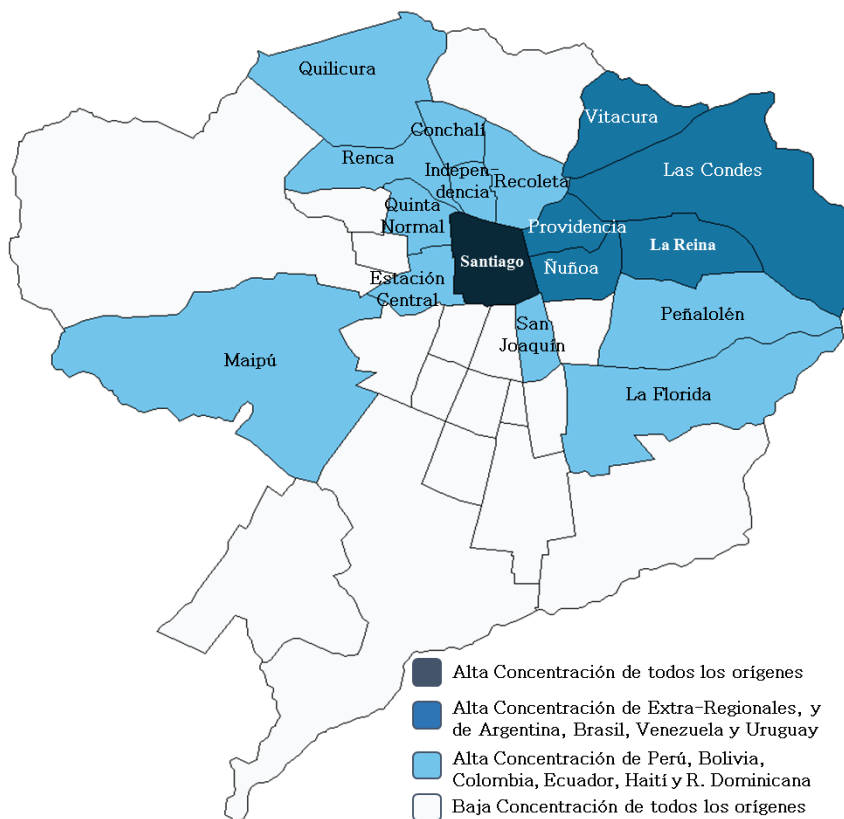 Quilicura
Vitacura
Conchalí
Renca
Las Condes
Indepen-
dencia
Recoleta
Quinta
Normal
Providencia
La Reina
Santiago
Ñuñoa
Estación
Central
Peñalolén
San
Joaquín
Maipú
La Florida
Alta Concentración de todos los orígenes
Alta Concentración de Extra-Regionales, y
de Argentina, Brasil, Venezuela y Uruguay
Alta Concentración de Perú, Bolivia,
Colombia, Ecuador, Haití y R. Dominicana
Baja Concentración de todos los orígenes